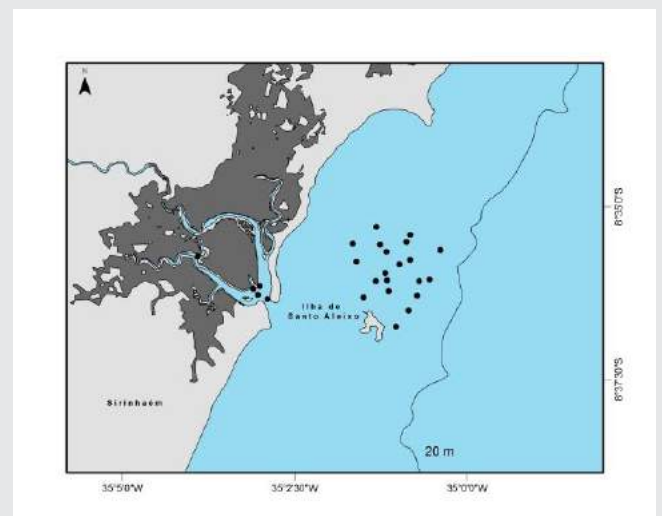 N
8°35'0"S
Ilha de
Santo Aleixo
8°37'30"S
Sirinhaém
20 m
35°5'0"W
35°2'30"W
35°0'0"W